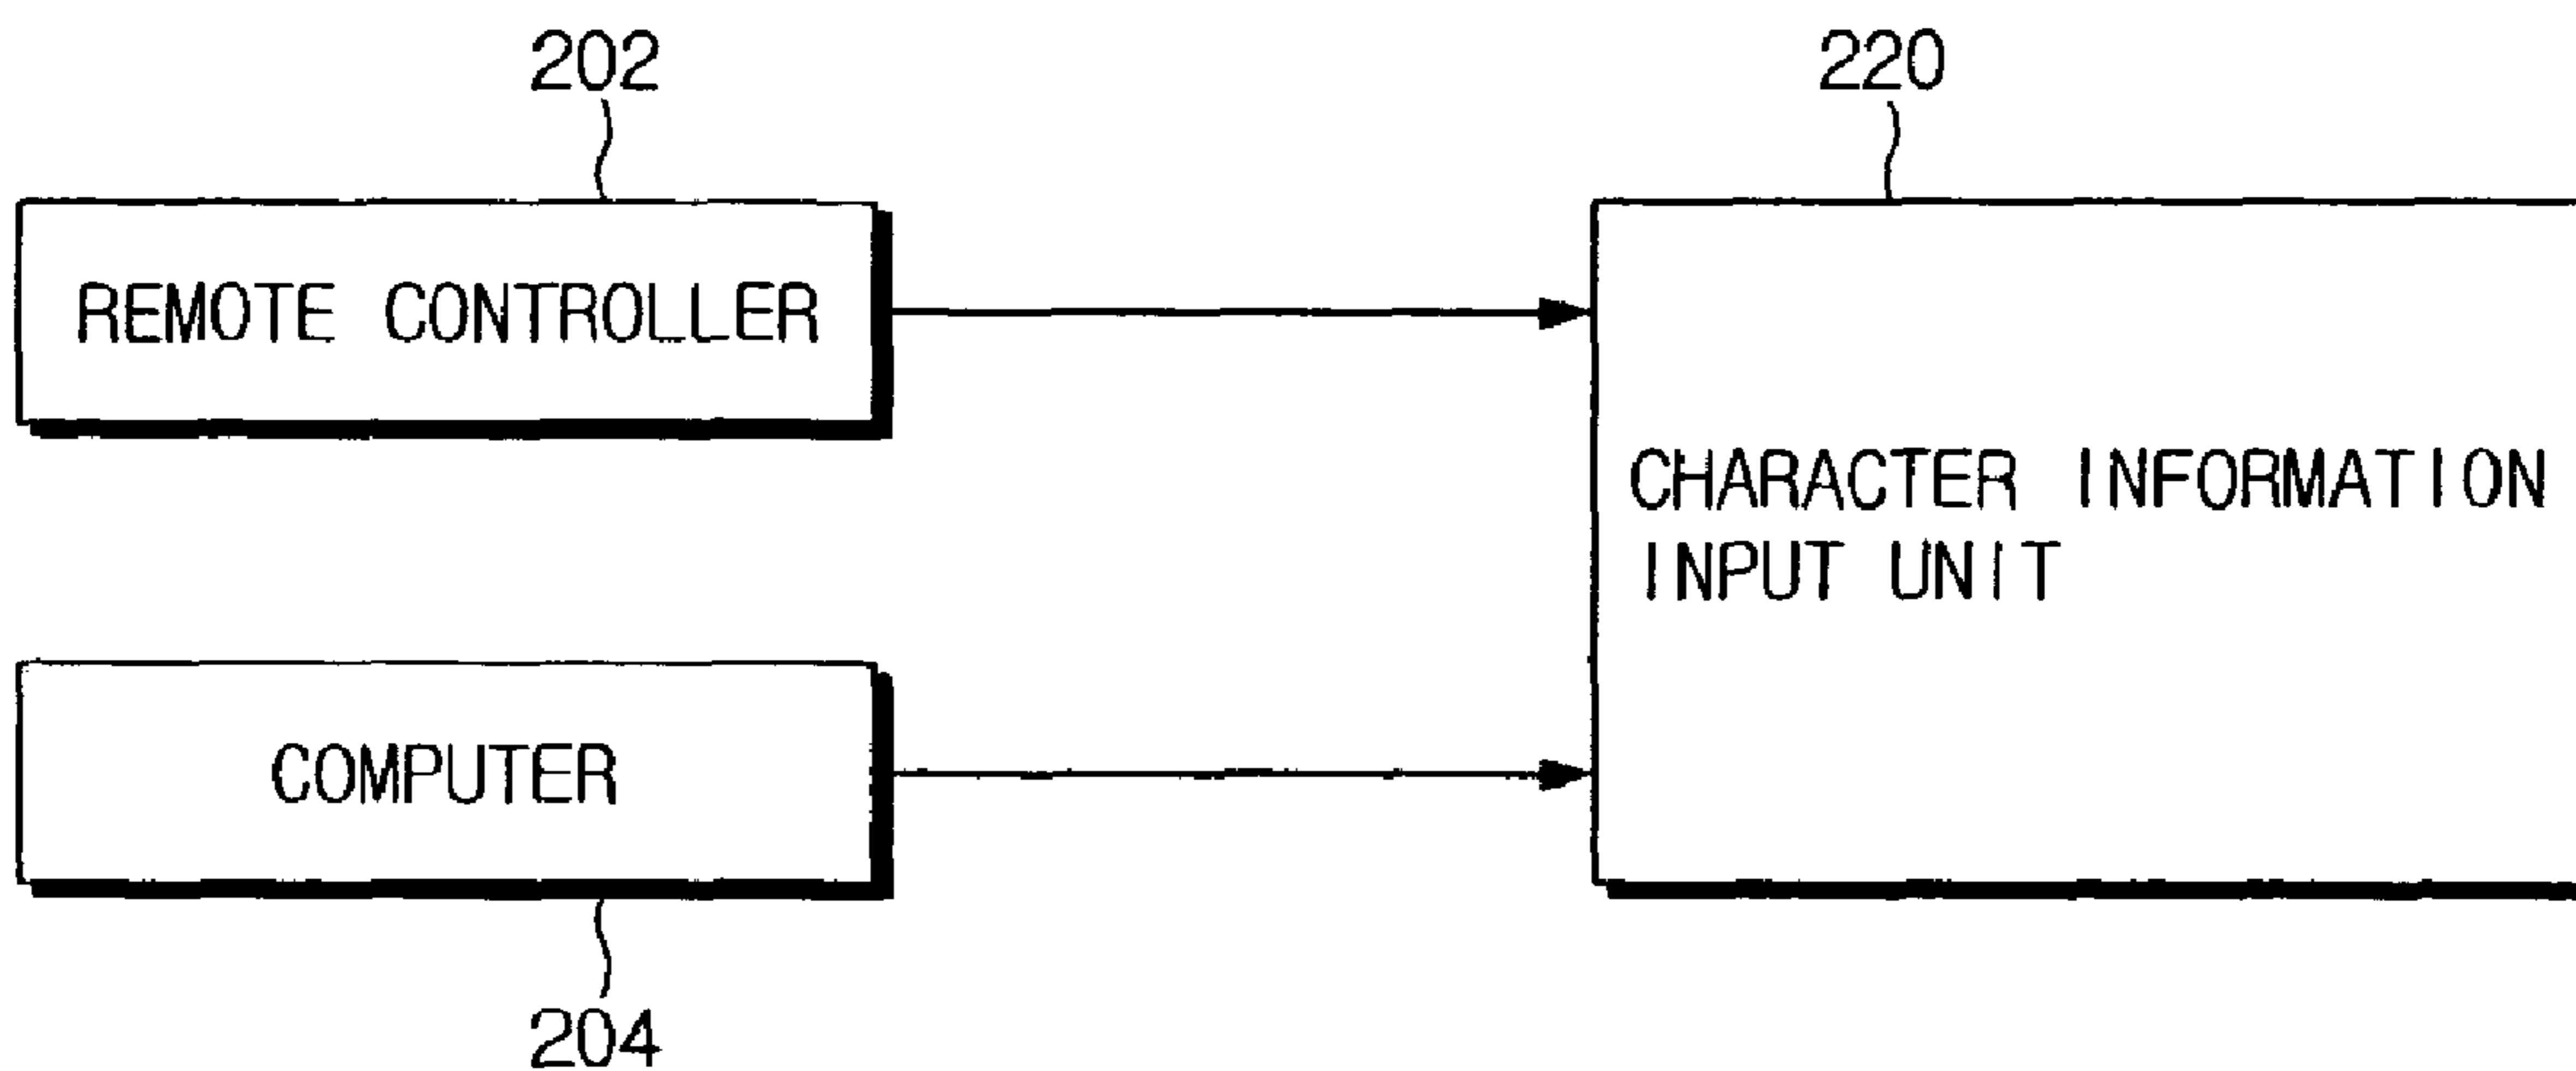 202
220
REMOTE CONTROLLER
CHARACTER INFORMATION
INPUT UNIT
COMPUTER
204